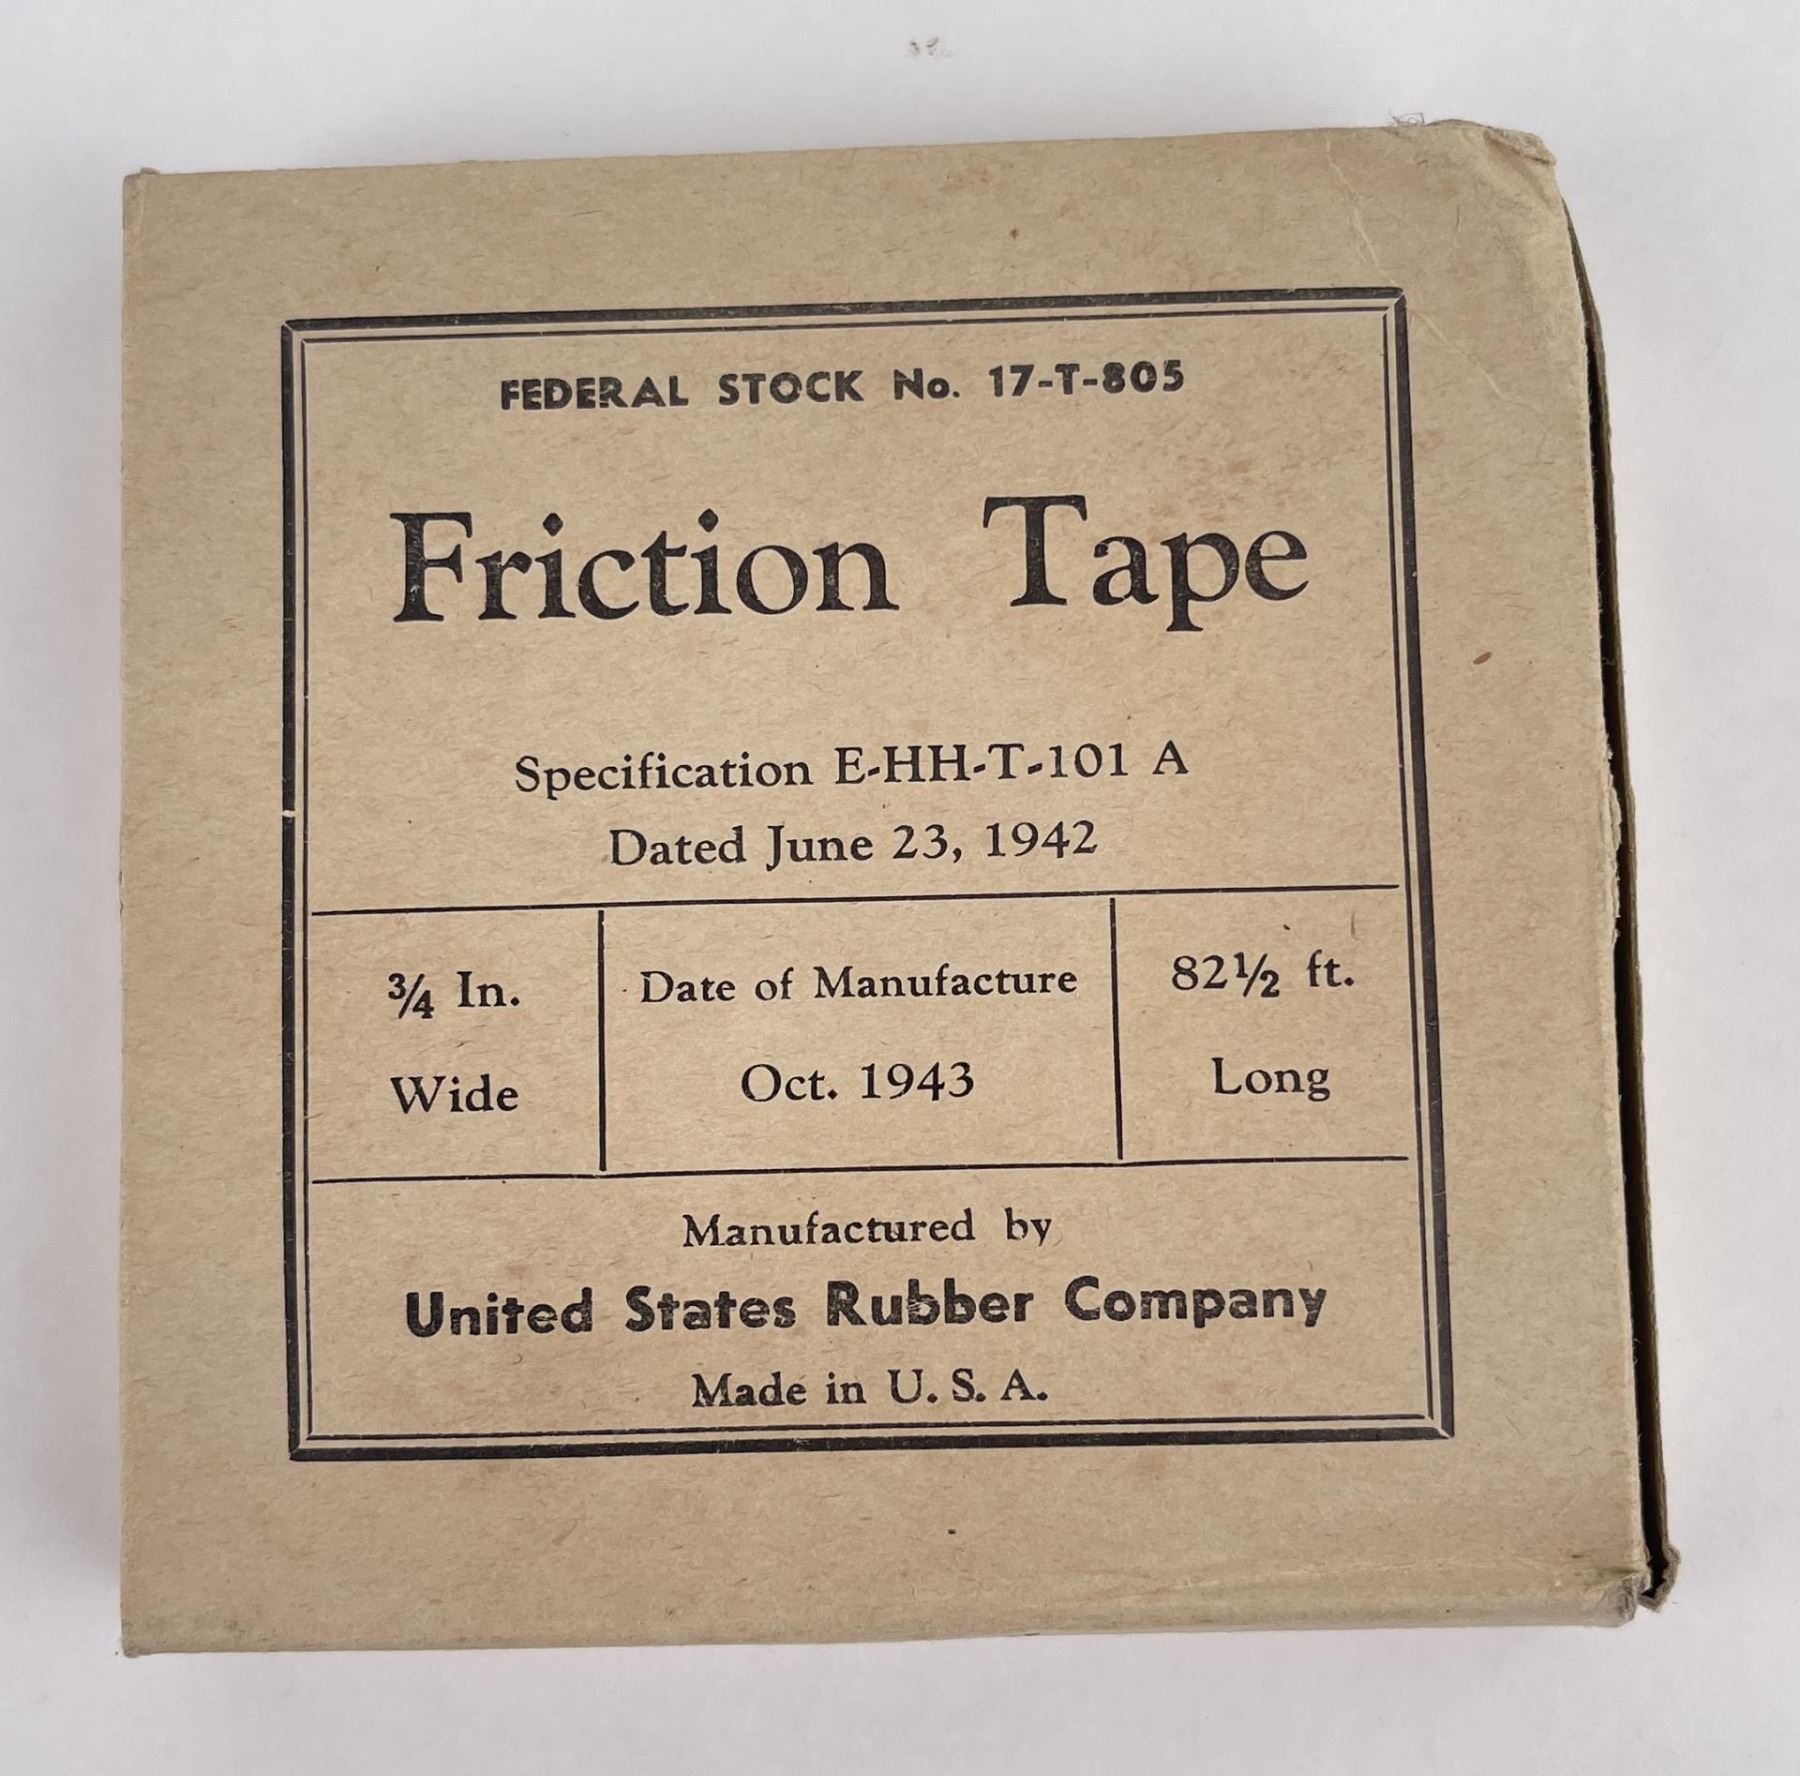 FEDERAL STOCK No. 17-T-805
Friction Tape
Specification E-HH-T-101 A
Dated June 23, 1942
¾ In.
Wide
Date of Manufacture
Oct. 1943
82½ ft.
Long
Manufactured by
United States Rubber Company
Made in U. S. A.